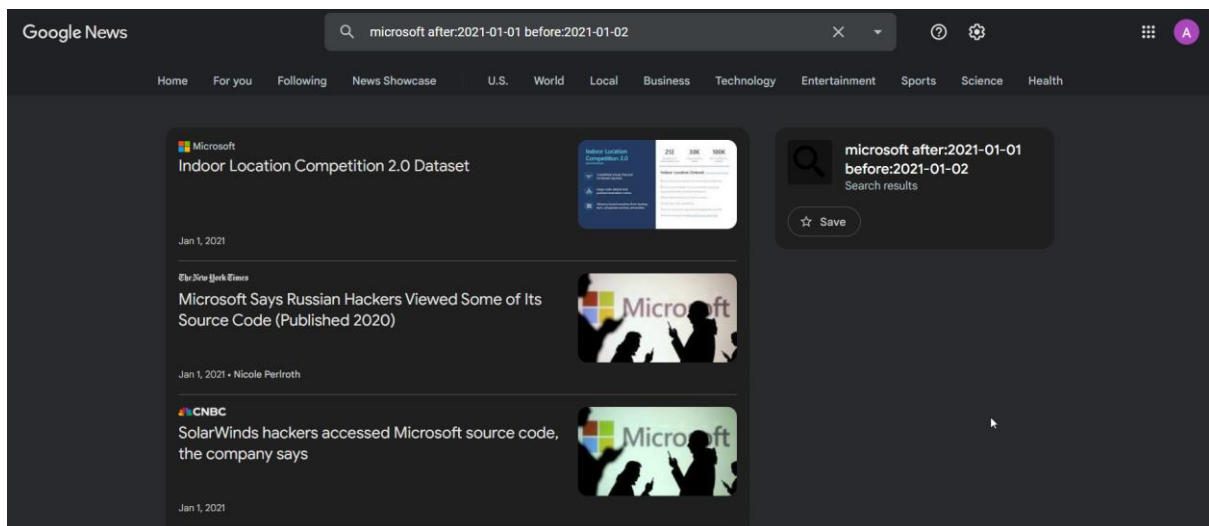 Google News
microsoft after:2021-01-01 before:2021-01-02
A
Home For you Following News Showcase U.S. World Local Business Technology Entertainment Sports Science Health
Microsoft
Indoor Location Competition 2.0 Dataset
Indoor Location
Competition 2.0
Jan 1, 2021
The New York Times
Microsoft Says Russian Hackers Viewed Some of Its
Source Code (Published 2020)
Microsoft
Jan 1, 2021 • Nicole Perlroth
CNBC
SolarWinds hackers accessed Microsoft source code,
the company says
Microsoft
Jan 1, 2021
microsoft after:2021-01-01
before:2021-01-02
Search results
Save